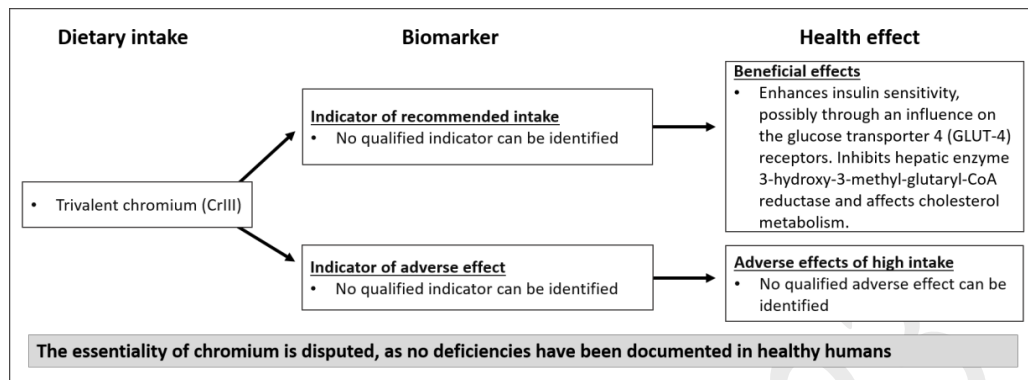 Dietary intake
Biomarker
Health effect
Beneficial effects
• Enhances insulin sensitivity,
possibly through an influence on
the glucose transporter 4 (GLUT-4)
receptors. Inhibits hepatic enzyme
3-hydroxy-3-methyl-glutaryl-CoA
reductase and affects cholesterol
metabolism.
Indicator of recommended intake
• No qualified indicator can be identified
• Trivalent chromium (CrIII)
Indicator of adverse effect
• No qualified indicator can be identified
Adverse effects of high intake
• No qualified adverse effect can be
identified
The essentiality of chromium is disputed, as no deficiencies have been documented in healthy humans